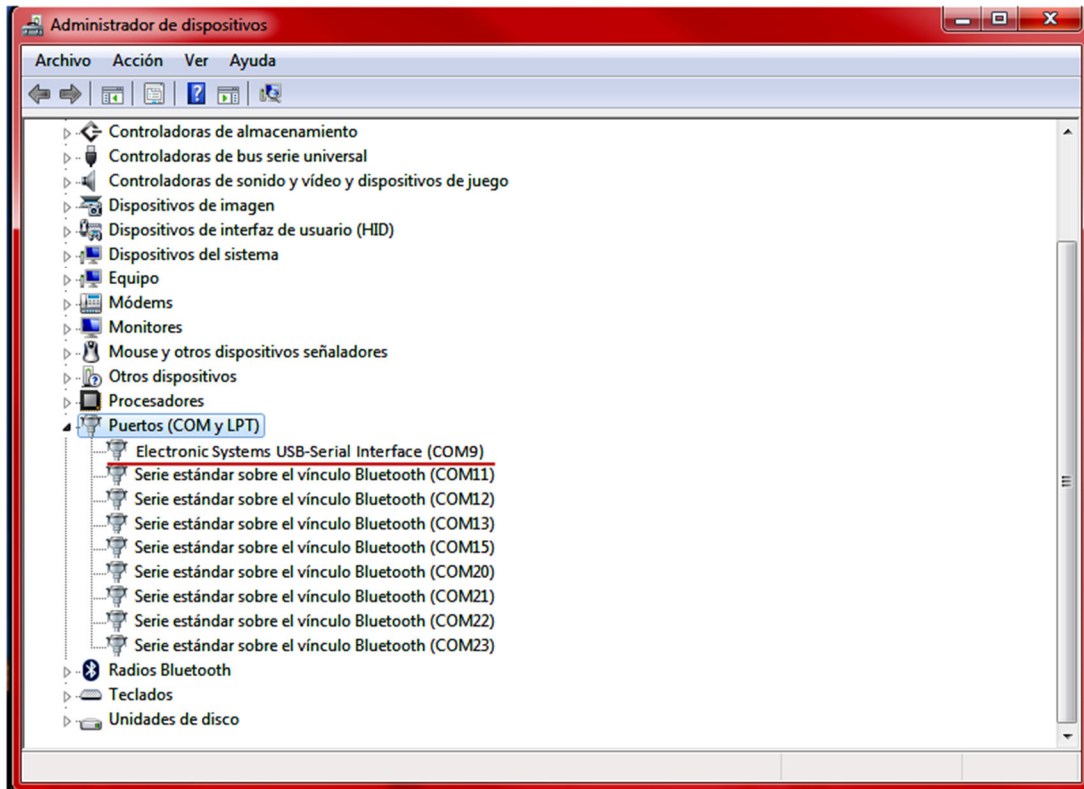 Administrador de dispositivos
Archivo Acción Ver Ayuda
Controladoras de almacenamiento
Controladoras de bus serie universal
Controladoras de sonido y vídeo y dispositivos de juego
Dispositivos de imagen
Dispositivos de interfaz de usuario (HID)
Dispositivos del sistema
Equipo
Módems
Monitores
Mouse y otros dispositivos señaladores
Otros dispositivos
Procesadores
Puertos (COM y LPT)
Electronic Systems USB-Serial Interface (COM9)
Serie estándar sobre el vínculo Bluetooth (COM11)
Serie estándar sobre el vínculo Bluetooth (COM12)
Serie estándar sobre el vínculo Bluetooth (COM13)
Serie estándar sobre el vínculo Bluetooth (COM15)
Serie estándar sobre el vínculo Bluetooth (COM20)
Serie estándar sobre el vínculo Bluetooth (COM21)
Serie estándar sobre el vínculo Bluetooth (COM22)
Serie estándar sobre el vínculo Bluetooth (COM23)
Radios Bluetooth
Teclados
Unidades de disco